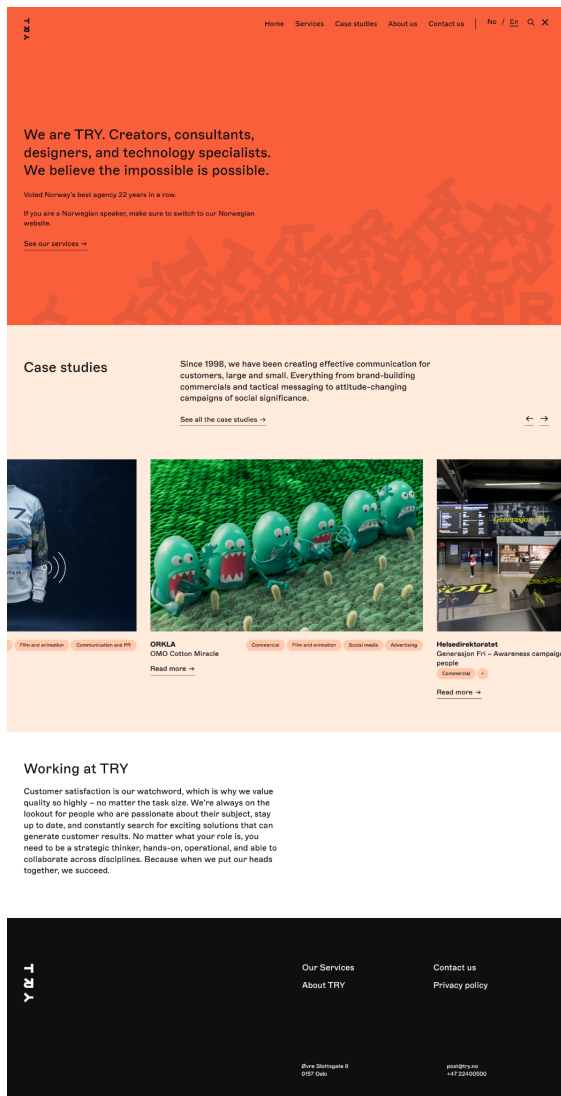 TRY
Home Services Case studies About us Contact us No / En
We are TRY. Creators, consultants,
designers, and technology specialists.
We believe the impossible is possible.
Voted Norway's best agency 22 years in a row.
If you are a Norwegian speaker, make sure to switch to our Norwegian
website.
See our services →
Case studies
Since 1998, we have been creating effective communication for
customers, large and small. Everything from brand-building
commercials and tactical messaging to attitude-changing
campaigns of social significance.
See all the case studies →
← →
Generasjon Fri
Film and animation Communication and PR
ORKLA Commercial Film and animation Social media Advertising
OMO Cotton Miracle
Read more →
Helsedirektoratet
Generasjon Fri – Awareness campaig
people
Commercial +
Read more →
Working at TRY
Customer satisfaction is our watchword, which is why we value
quality so highly – no matter the task size. We're always on the
lookout for people who are passionate about their subject, stay
up to date, and constantly search for exciting solutions that can
generate customer results. No matter what your role is, you
need to be a strategic thinker, hands-on, operational, and able to
collaborate across disciplines. Because when we put our heads
together, we succeed.
TRY
Our Services Contact us
About TRY Privacy policy
Øvre Slottsgate 8 post@try.no
0157 Oslo +47 22400500